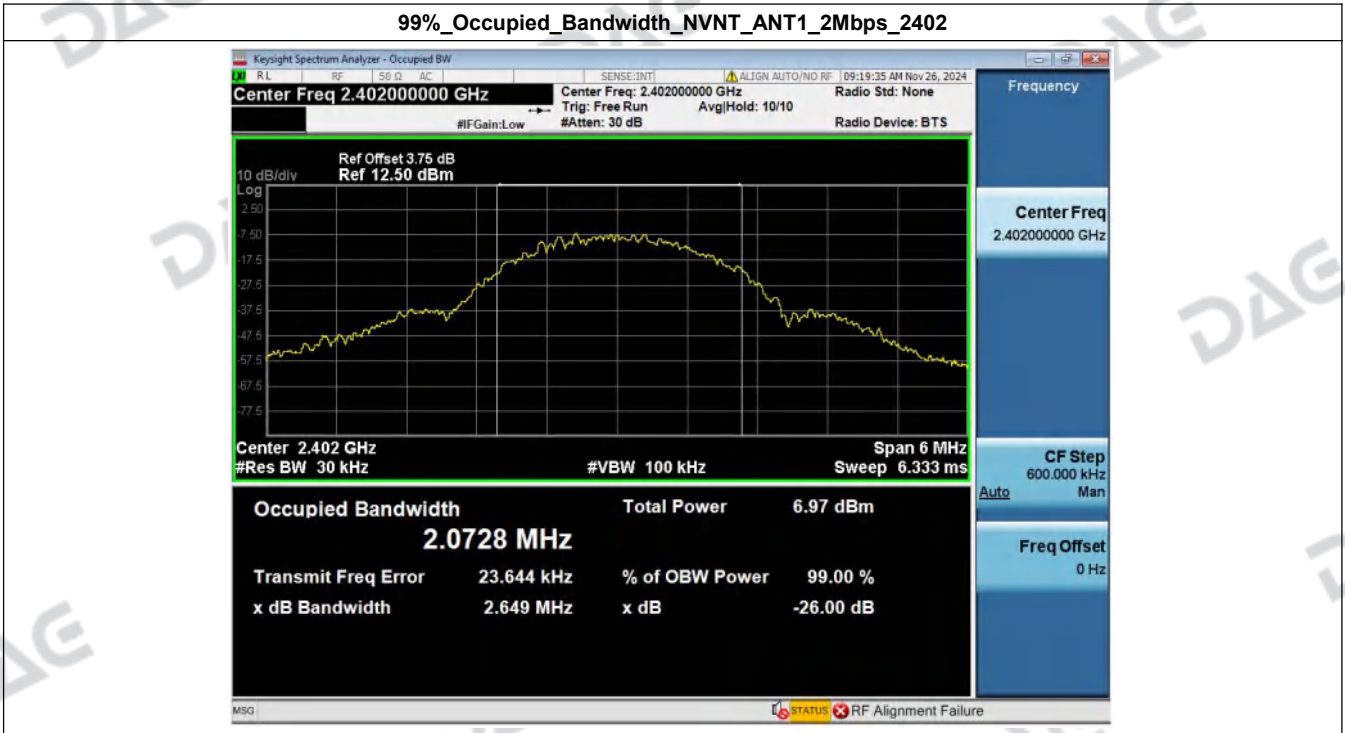 99%_Occupied_Bandwidth_NVNT_ANT1_2Mbps_2402
Keysight Spectrum Analyzer - Occupied BW
LXI RL RF 50 Ω AC SENSE:INT ALIGN AUTO/NO RF 09:19:35 AM Nov 26, 2024
Center Freq 2.402000000 GHz Center Freq: 2.402000000 GHz Radio Std: None
Trig: Free Run Avg|Hold: 10/10
#IFGain:Low #Atten: 30 dB Radio Device: BTS
Frequency
Ref Offset 3.75 dB
10 dB/div Ref 12.50 dBm
Log
2.50
-7.50
-17.5
-27.5
-37.5
-47.5
-57.5
-67.5
-77.5
Center 2.402 GHz Span 6 MHz
#Res BW 30 kHz #VBW 100 kHz Sweep 6.333 ms
Occupied Bandwidth Total Power 6.97 dBm
2.0728 MHz
Transmit Freq Error 23.644 kHz % of OBW Power 99.00 %
x dB Bandwidth 2.649 MHz x dB -26.00 dB
Center Freq
2.402000000 GHz
CF Step
600.000 kHz
Auto Man
Freq Offset
0 Hz
MSG STATUS RF Alignment Failure
DAG
DAG
DAG